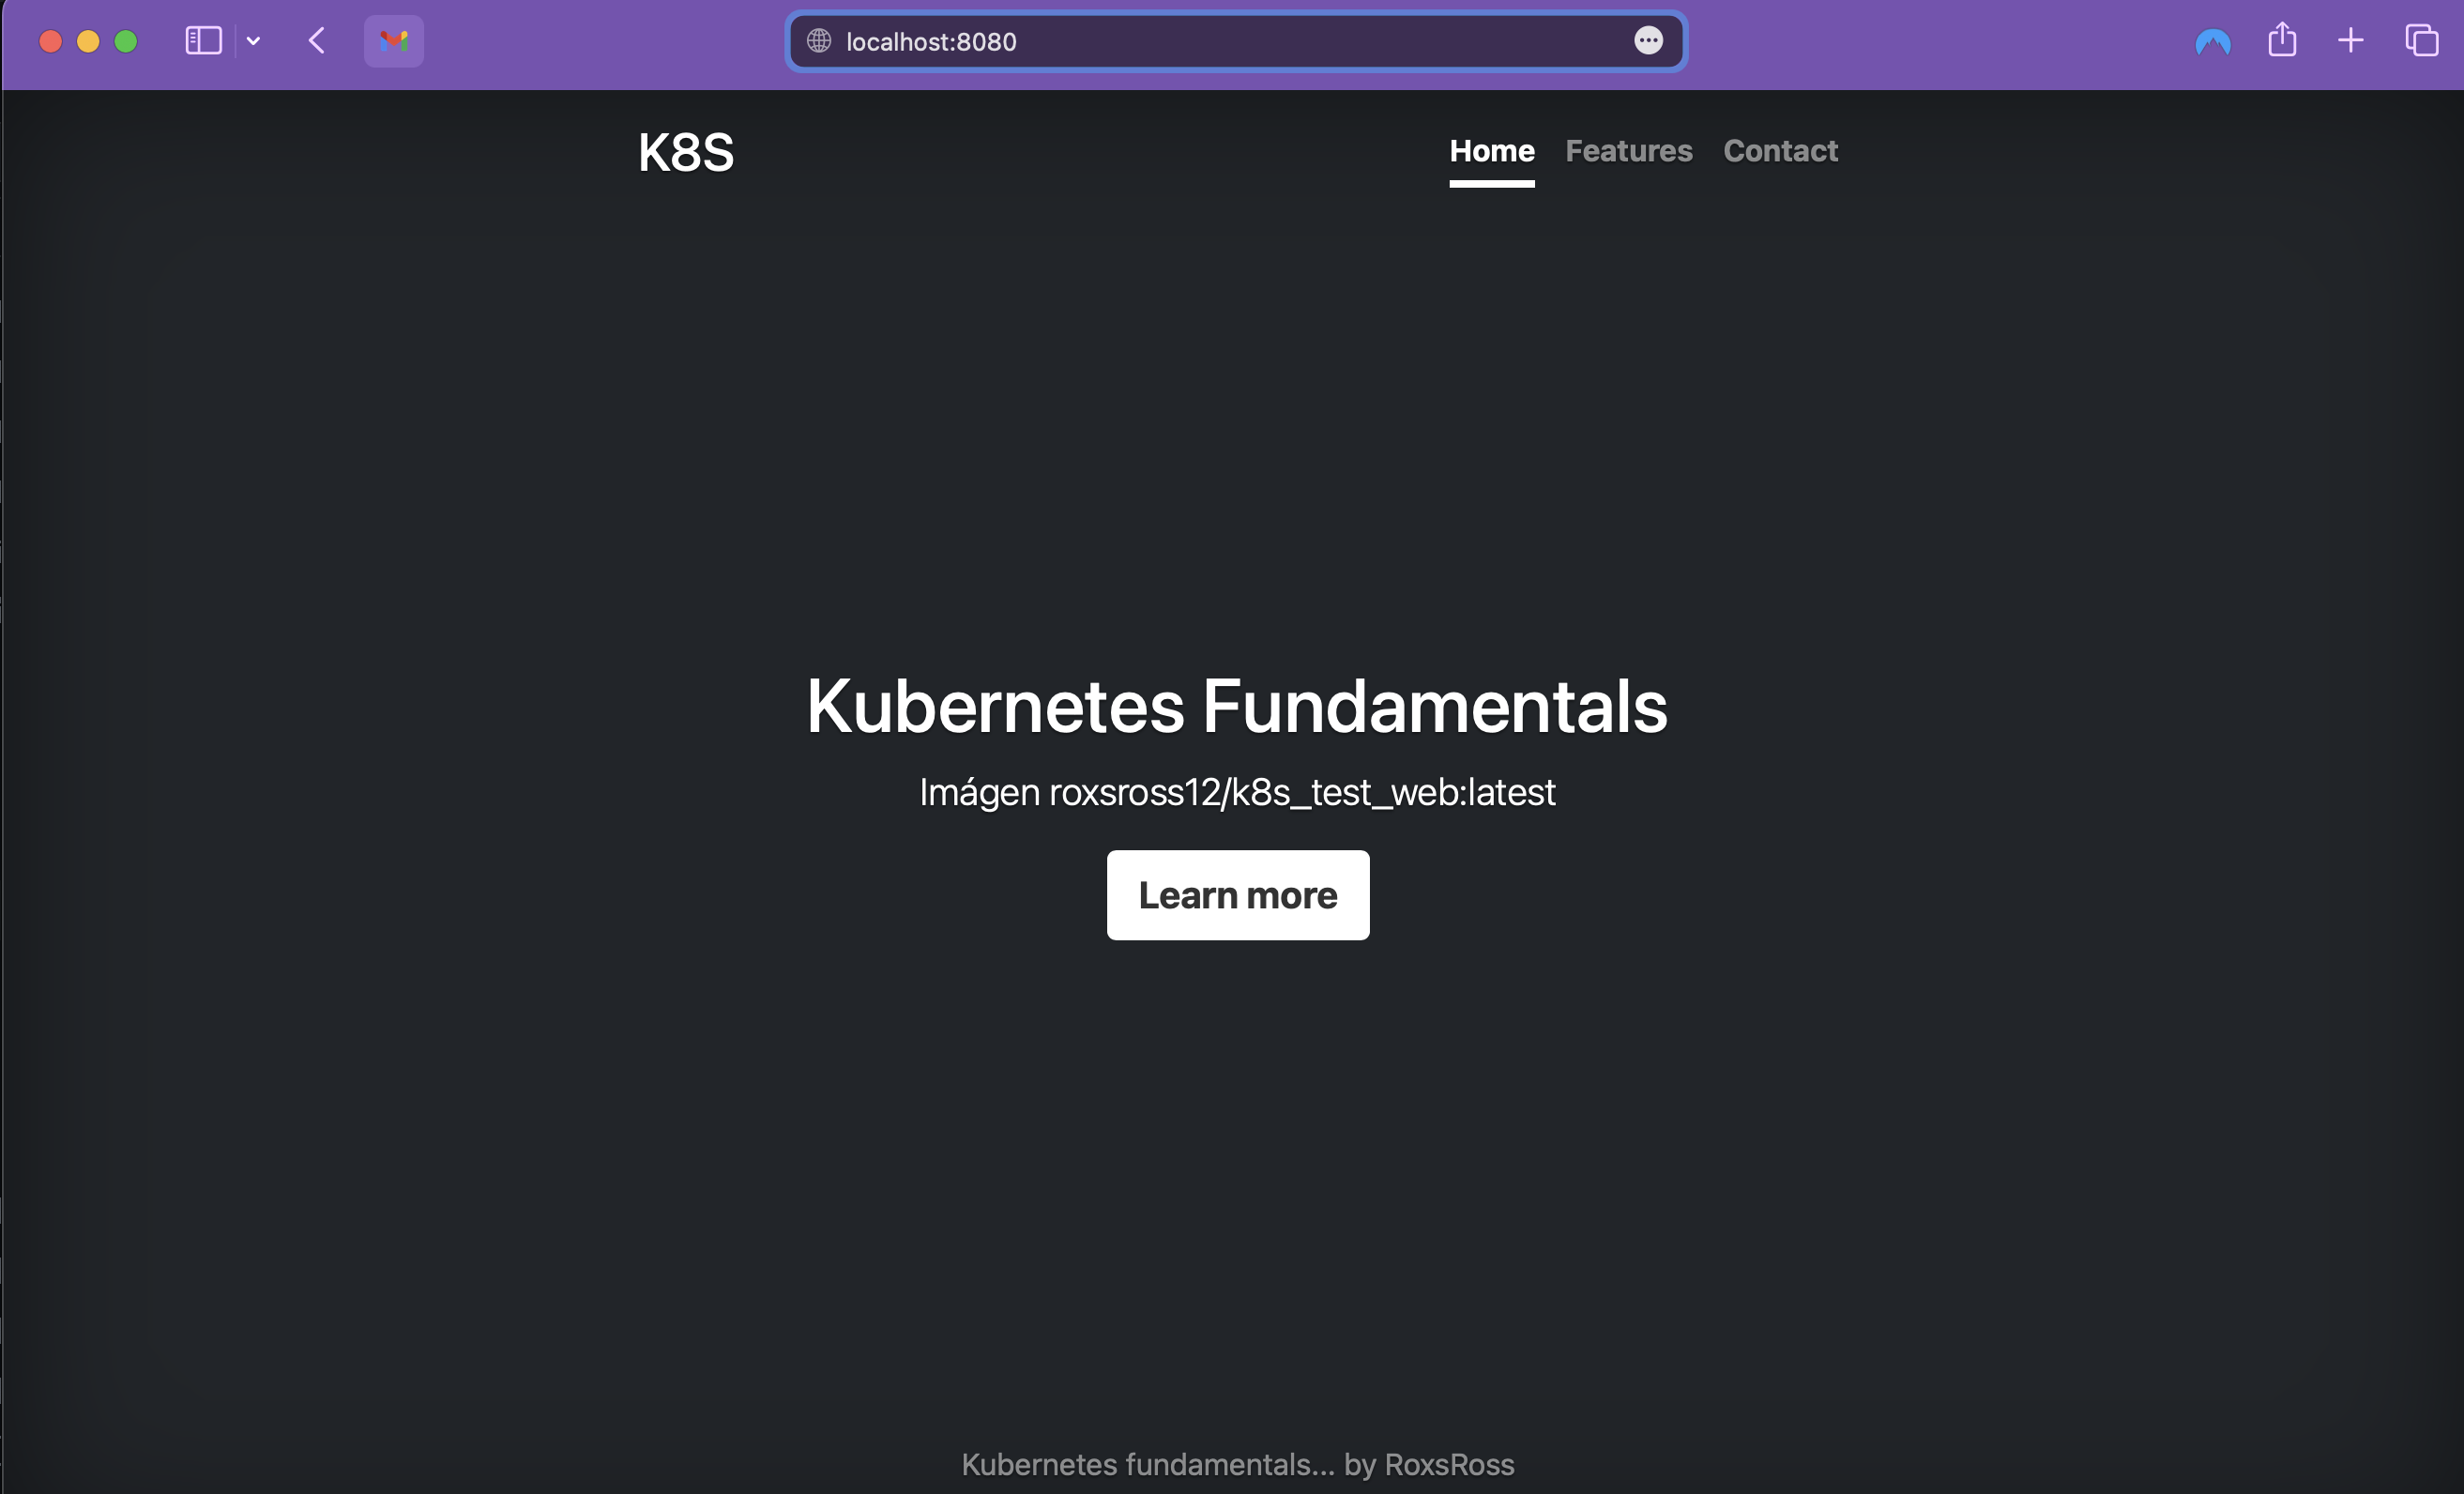 localhost:8080
K8S
Home Features Contact
Kubernetes Fundamentals
Imágen roxsross12/k8s_test_web:latest
Learn more
Kubernetes fundamentals... by RoxsRoss